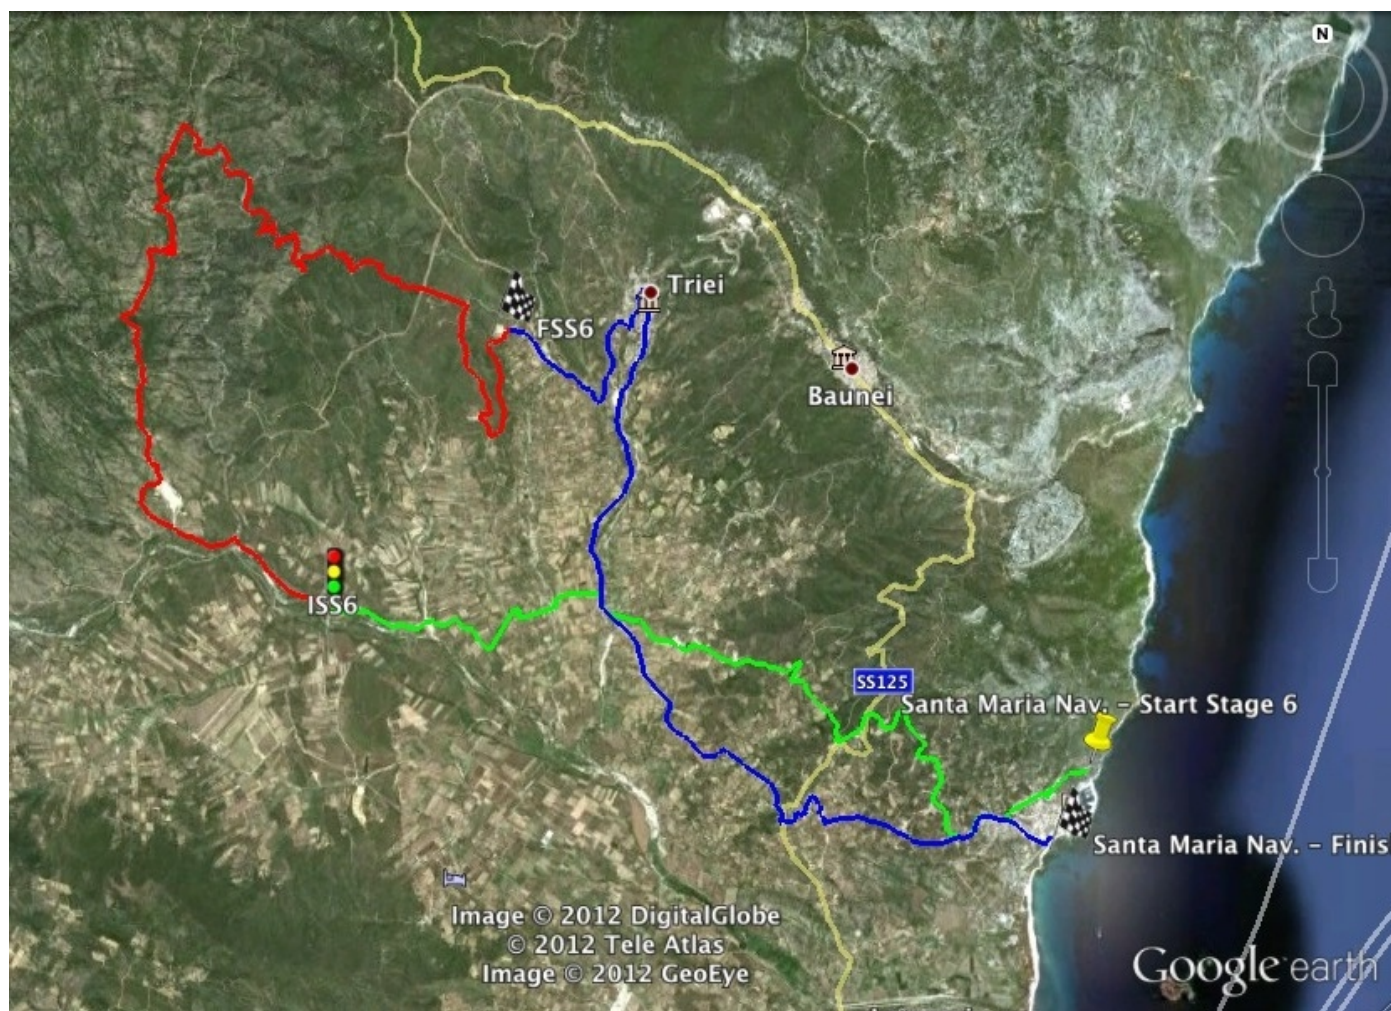 N
Triei
FSS6
Baunei
ISS6
SS125
Santa Maria Nav. - Start Stage 6
Santa Maria Nav. - Finis
Image © 2012 DigitalGlobe
© 2012 Tele Atlas
Image © 2012 GeoEye
Google earth